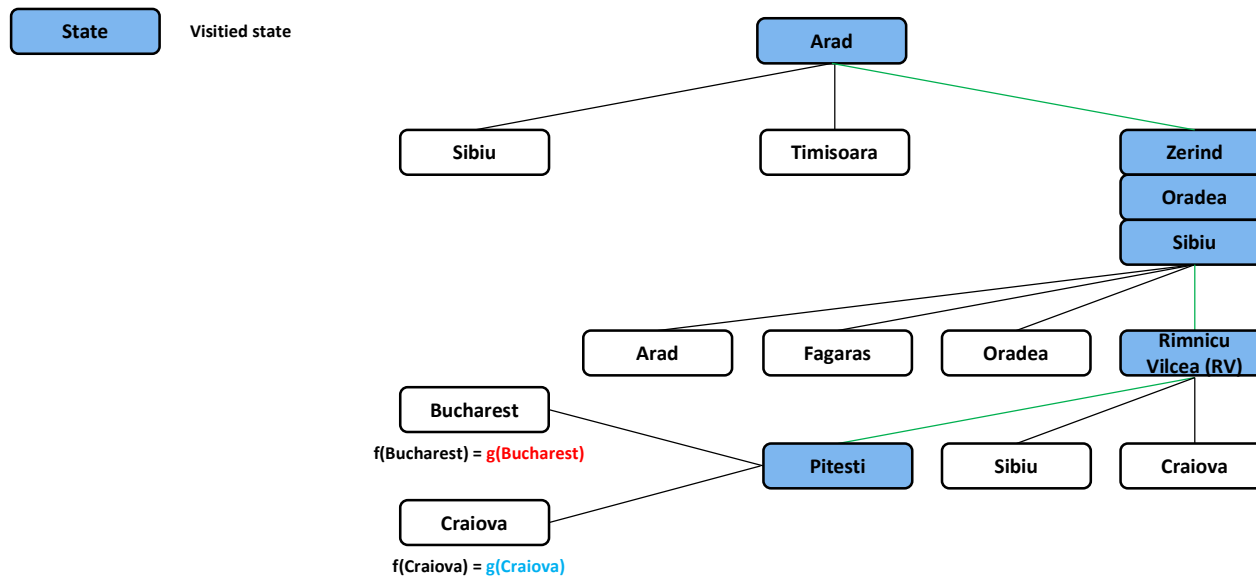 State
Visitied state
Arad
Sibiu
Timisoara
Zerind
Oradea
Sibiu
Arad
Fagaras
Oradea
Rimnicu
Vilcea (RV)
Bucharest
f(Bucharest) = g(Bucharest)
Pitesti
Sibiu
Craiova
Craiova
f(Craiova) = g(Craiova)